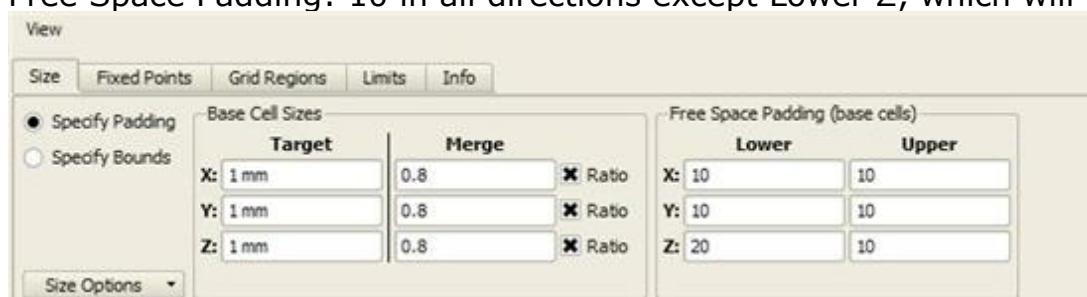 Free Space Padding: 10 in all directions except Lower Z, which will
View
Size Fixed Points Grid Regions Limits Info
Specify Padding Base Cell Sizes Free Space Padding (base cells)
Specify Bounds Target Merge Lower Upper
X: 1 mm 0.8 Ratio X: 10 10
Y: 1 mm 0.8 Ratio Y: 10 10
Z: 1 mm 0.8 Ratio Z: 20 10
Size Options